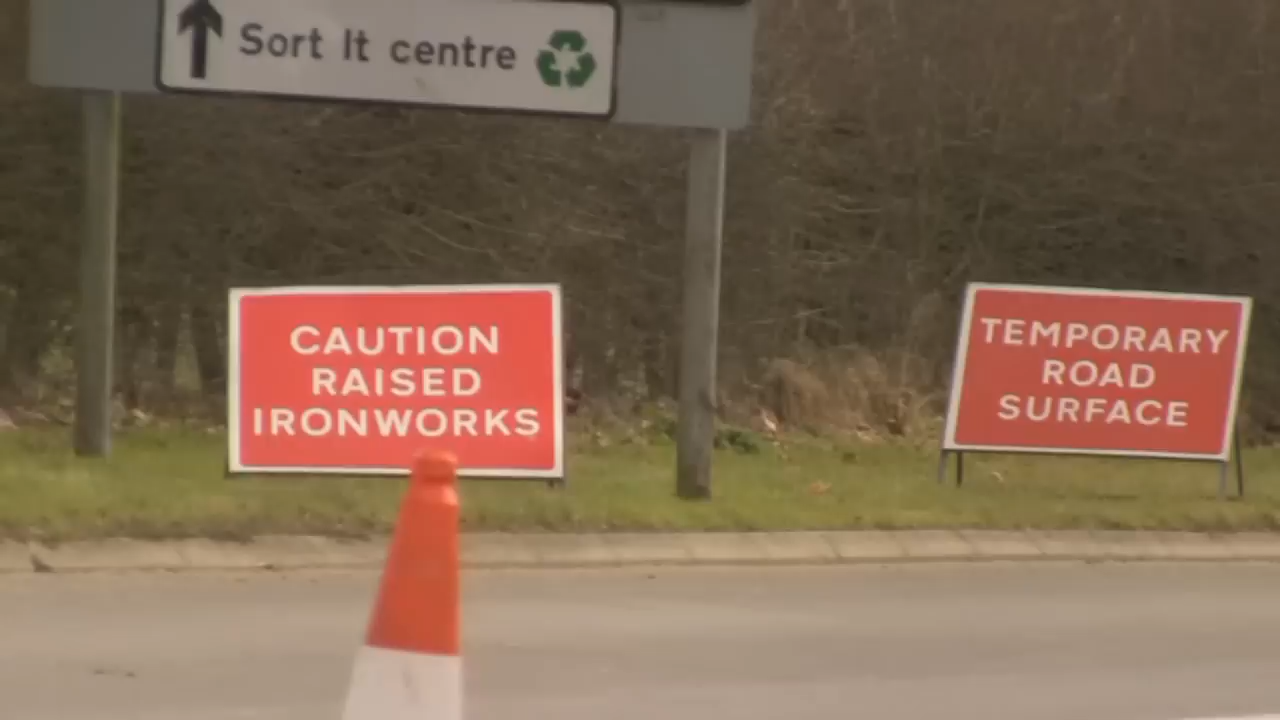 Sort It centre
CAUTION
RAISED
IRONWORKS
TEMPORARY
ROAD
SURFACE